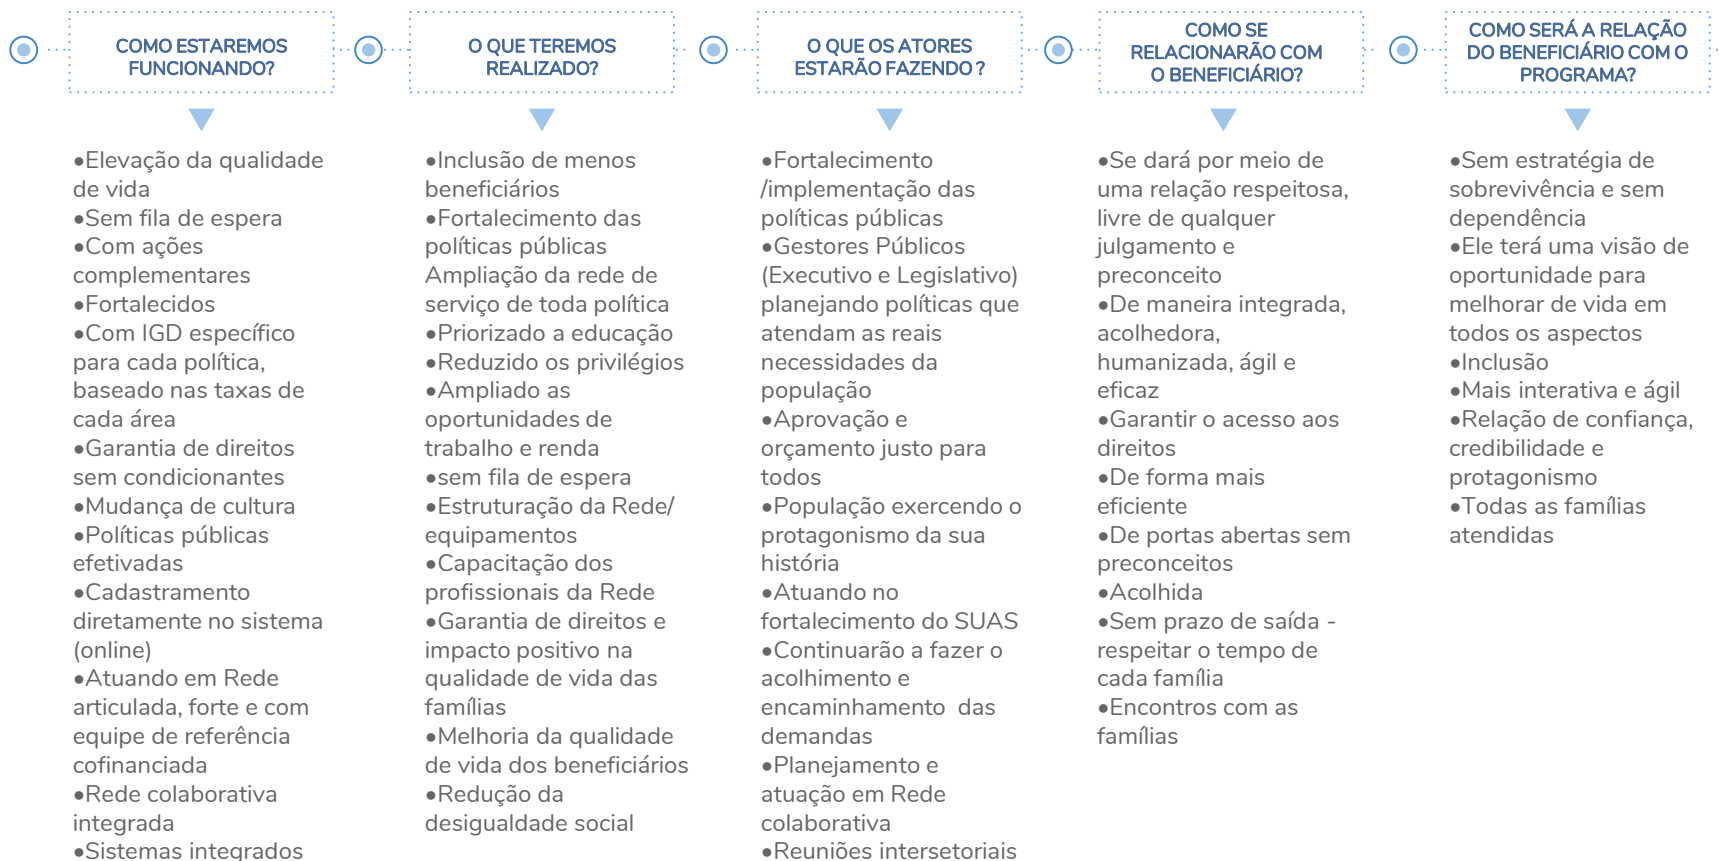 COMO ESTAREMOS
FUNCIONANDO?
•Elevação da qualidade
de vida
•Sem fila de espera
•Com ações
complementares
•Fortalecidos
•Com IGD específico
para cada política,
baseado nas taxas de
cada área
•Garantia de direitos
sem condicionantes
•Mudança de cultura
•Políticas públicas
efetivadas
•Cadastramento
diretamente no sistema
(online)
•Atuando em Rede
articulada, forte e com
equipe de referência
cofinanciada
•Rede colaborativa
integrada
•Sistemas integrados
O QUE TEREMOS
REALIZADO?
•Inclusão de menos
beneficiários
•Fortalecimento das
políticas públicas
Ampliação da rede de
serviço de toda política
•Priorizado a educação
•Reduzido os privilégios
•Ampliado as
oportunidades de
trabalho e renda
•sem fila de espera
•Estruturação da Rede/
equipamentos
•Capacitação dos
profissionais da Rede
•Garantia de direitos e
impacto positivo na
qualidade de vida das
famílias
•Melhoria da qualidade
de vida dos beneficiários
•Redução da
desigualdade social
O QUE OS ATORES
ESTARÃO FAZENDO ?
•Fortalecimento
/implementação das
políticas públicas
•Gestores Públicos
(Executivo e Legislativo)
planejando políticas que
atendam as reais
necessidades da
população
•Aprovação e
orçamento justo para
todos
•População exercendo o
protagonismo da sua
história
•Atuando no
fortalecimento do SUAS
•Continuarão a fazer o
acolhimento e
encaminhamento  das
demandas
•Planejamento e
atuação em Rede
colaborativa
•Reuniões intersetoriais
COMO SE
RELACIONARÃO COM
O BENEFICIÁRIO?
•Se dará por meio de
uma relação respeitosa,
livre de qualquer
julgamento e
preconceito
•De maneira integrada,
acolhedora,
humanizada, ágil e
eficaz
•Garantir o acesso aos
direitos
•De forma mais
eficiente
•De portas abertas sem
preconceitos
•Acolhida
•Sem prazo de saída -
respeitar o tempo de
cada família
•Encontros com as
famílias
COMO SERÁ A RELAÇÃO
DO BENEFICIÁRIO COM O
PROGRAMA?
•Sem estratégia de
sobrevivência e sem
dependência
•Ele terá uma visão de
oportunidade para
melhorar de vida em
todos os aspectos
•Inclusão
•Mais interativa e ágil
•Relação de confiança,
credibilidade e
protagonismo
•Todas as famílias
atendidas